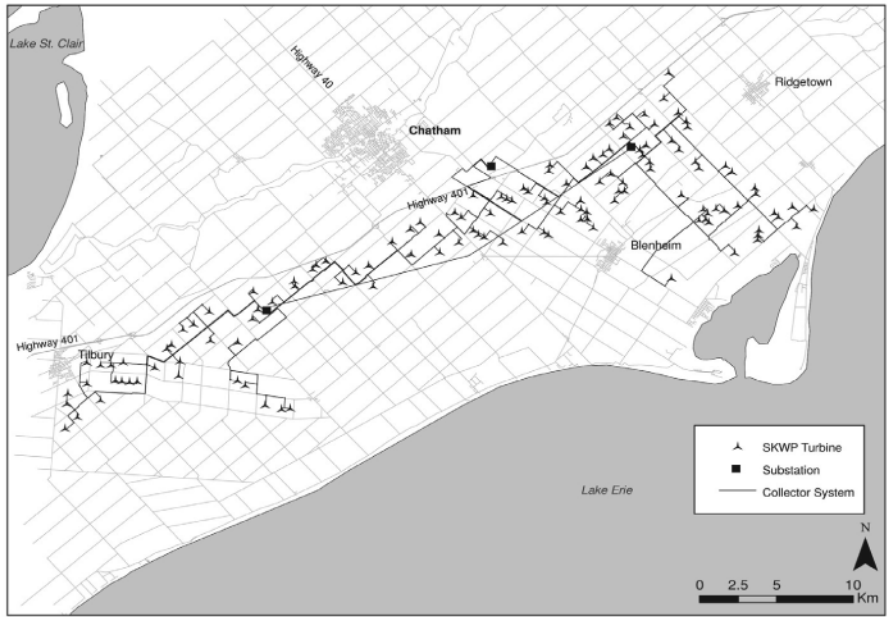 Lake St. Clair
Highway 40
Ridgetown
Chatham
Highway 401
Blenheim
Highway 401
Tilbury
SKWP Turbine
Substation
Collector System
Lake Erie
N
0 2.5 5 10
Km